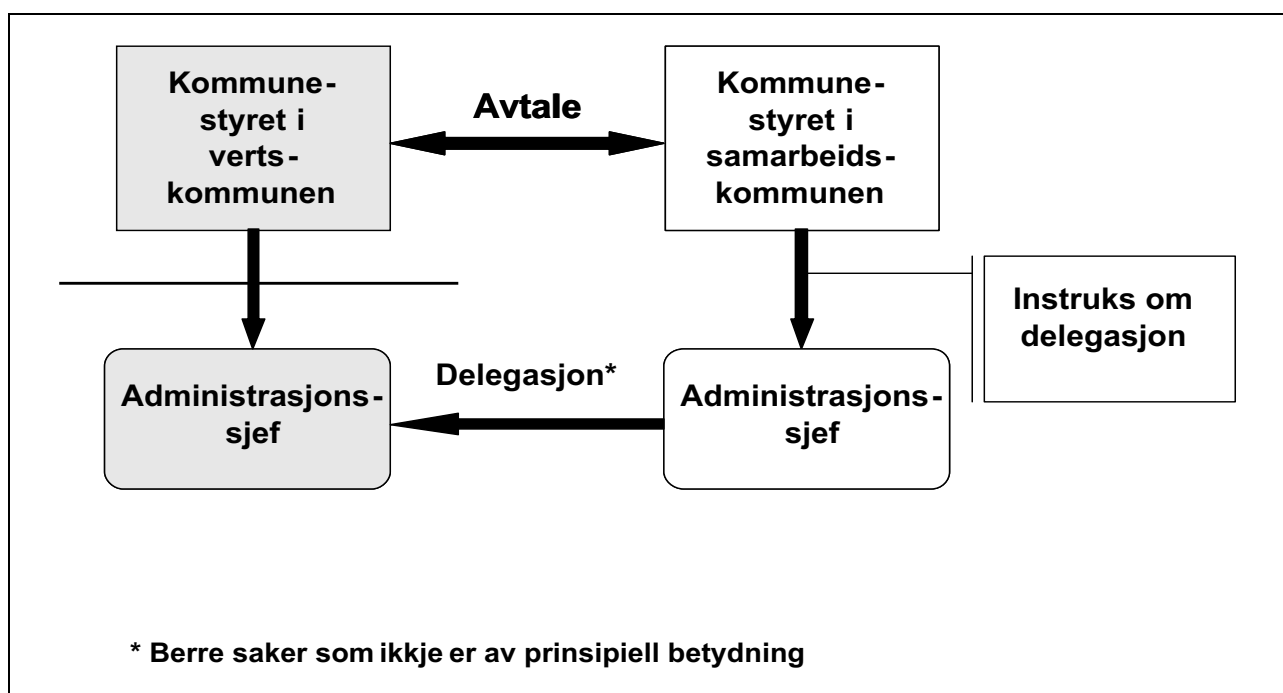 Kommune-
styret i
verts-
kommunen
Avtale
Kommune-
styret i
samarbeids-
kommunen
Instruks om
delegasjon
Administrasjons-
sjef
Delegasjon*
Administrasjons-
sjef
* Berre saker som ikkje er av prinsipiell betydning